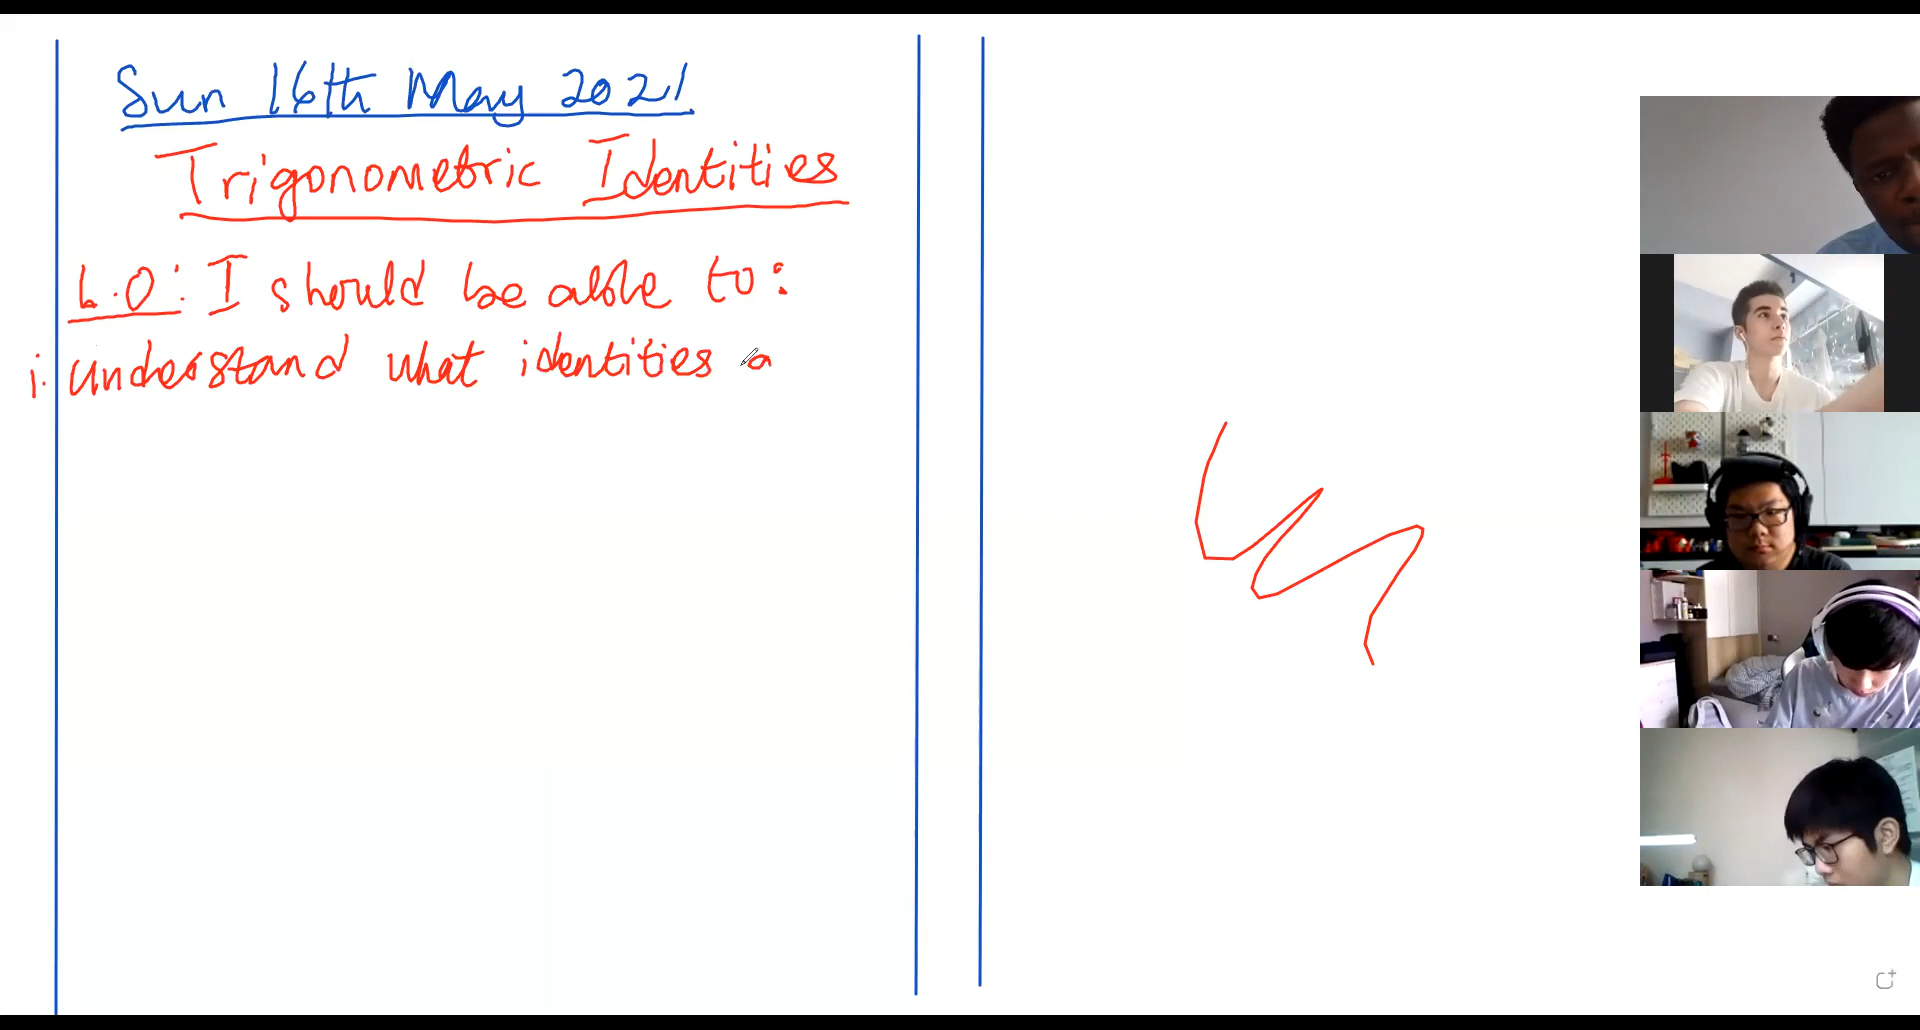 Sun 16th May 2021
Trigonometric Identities
L.O: I should be able to:
i. understand what identities a